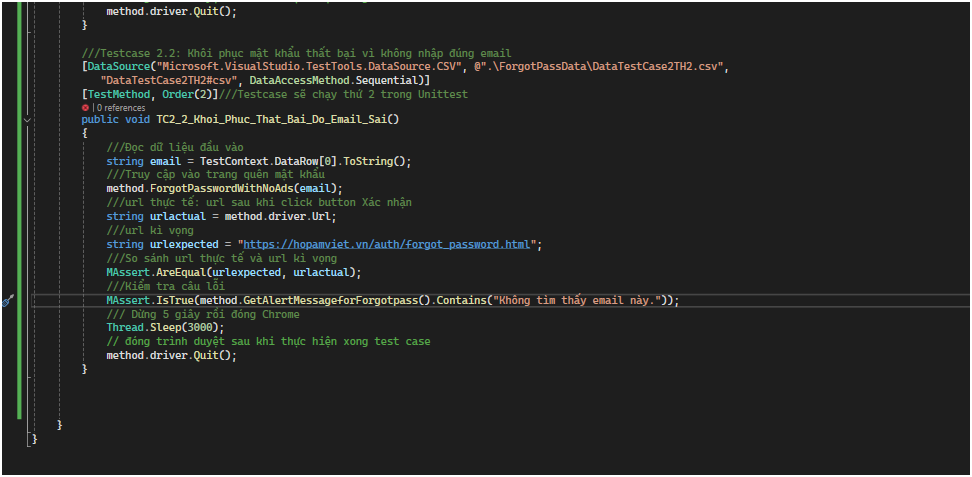 method.driver.Quit();
}
///Testcase 2.2: Khôi phục mật khẩu thất bại vì không nhập đúng email
[DataSource("Microsoft.VisualStudio.TestTools.DataSource.CSV", @".\ForgotPassData\DataTestCase2TH2.csv",
"DataTestCase2TH2#csv", DataAccessMethod.Sequential)]
[TestMethod, Order(2)]///Testcase sẽ chạy thứ 2 trong Unittest
| 0 references
public void TC2_2_Khoi_Phuc_That_Bai_Do_Email_Sai()
{
///Đọc dữ liệu đầu vào
string email = TestContext.DataRow[0].ToString();
///Truy cập vào trang quên mật khẩu
method.ForgotPasswordWithNoAds(email);
///url thực tế: url sau khi click button Xác nhận
string urlactual = method.driver.Url;
///url kì vọng
string urlexpected = "https://hopamviet.vn/auth/forgot_password.html";
///So sánh url thực tế và url kì vọng
MAssert.AreEqual(urlexpected, urlactual);
///Kiểm tra câu lỗi
MAssert.IsTrue(method.GetAlertMessageForForgotpass().Contains("Không tìm thấy email này."));
/// Dừng 5 giây rồi đóng Chrome
Thread.Sleep(3000);
// đóng trình duyệt sau khi thực hiện xong test case
method.driver.Quit();
}
}
}